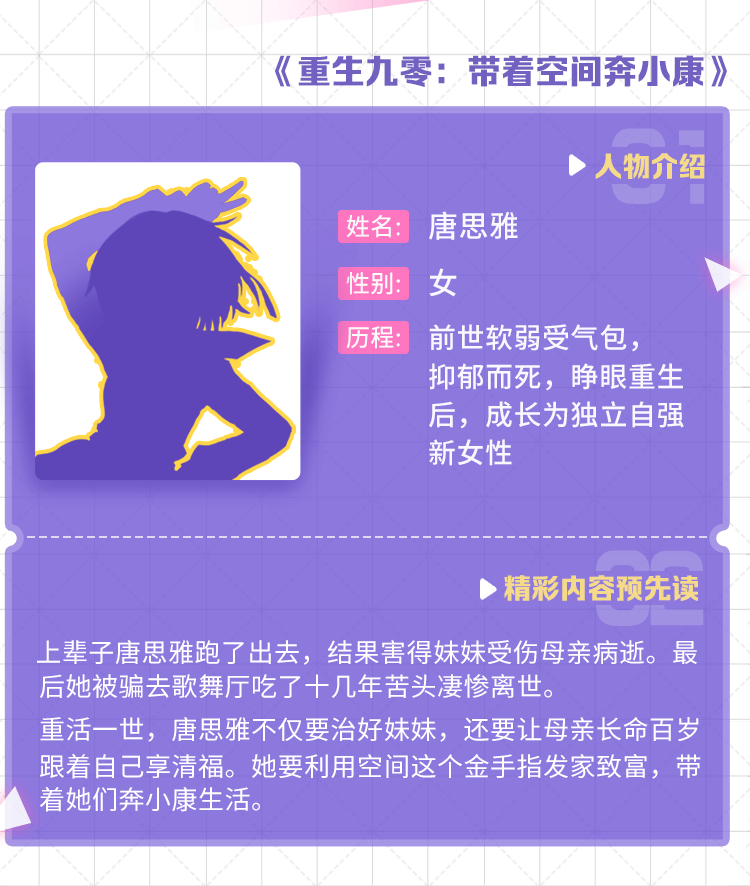 《重生九零：带着空间奔小康》
01
人物介绍
姓名: 唐思雅
性别: 女
历程: 前世软弱受气包，
抑郁而死，睁眼重生
后，成长为独立自强
新女性
02
精彩内容预先读
上辈子唐思雅跑了出去，结果害得妹妹受伤母亲病逝。最
后她被骗去歌舞厅吃了十几年苦头凄惨离世。
重活一世，唐思雅不仅要治好妹妹，还要让母亲长命百岁
跟着自己享清福。她要利用空间这个金手指发家致富，带
着她们奔小康生活。